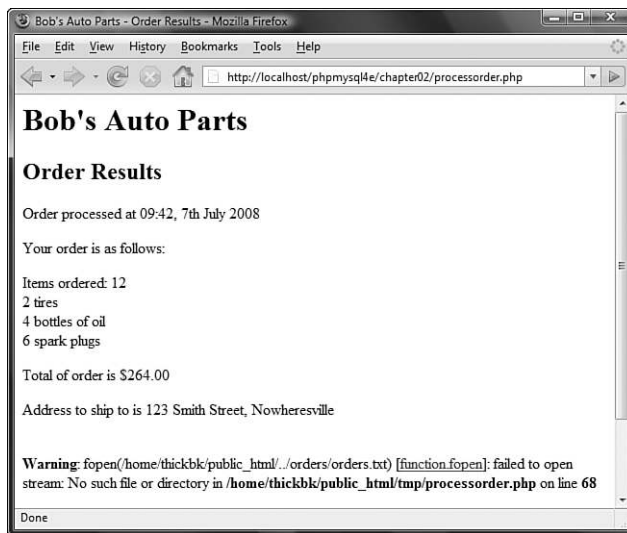 Bob's Auto Parts - Order Results - Mozilla Firefox
File Edit View History Bookmarks Tools Help
http://localhost/phpmysql4e/chapter02/processorder.php
Bob's Auto Parts
Order Results
Order processed at 09:42, 7th July 2008
Your order is as follows:
Items ordered: 12
2 tires
4 bottles of oil
6 spark plugs
Total of order is $264.00
Address to ship to is 123 Smith Street, Nowheresville
Warning: fopen(/home/thickbk/public_html/../orders/orders.txt) [function.fopen]: failed to open
stream: No such file or directory in /home/thickbk/public_html/tmp/processorder.php on line 68
Done